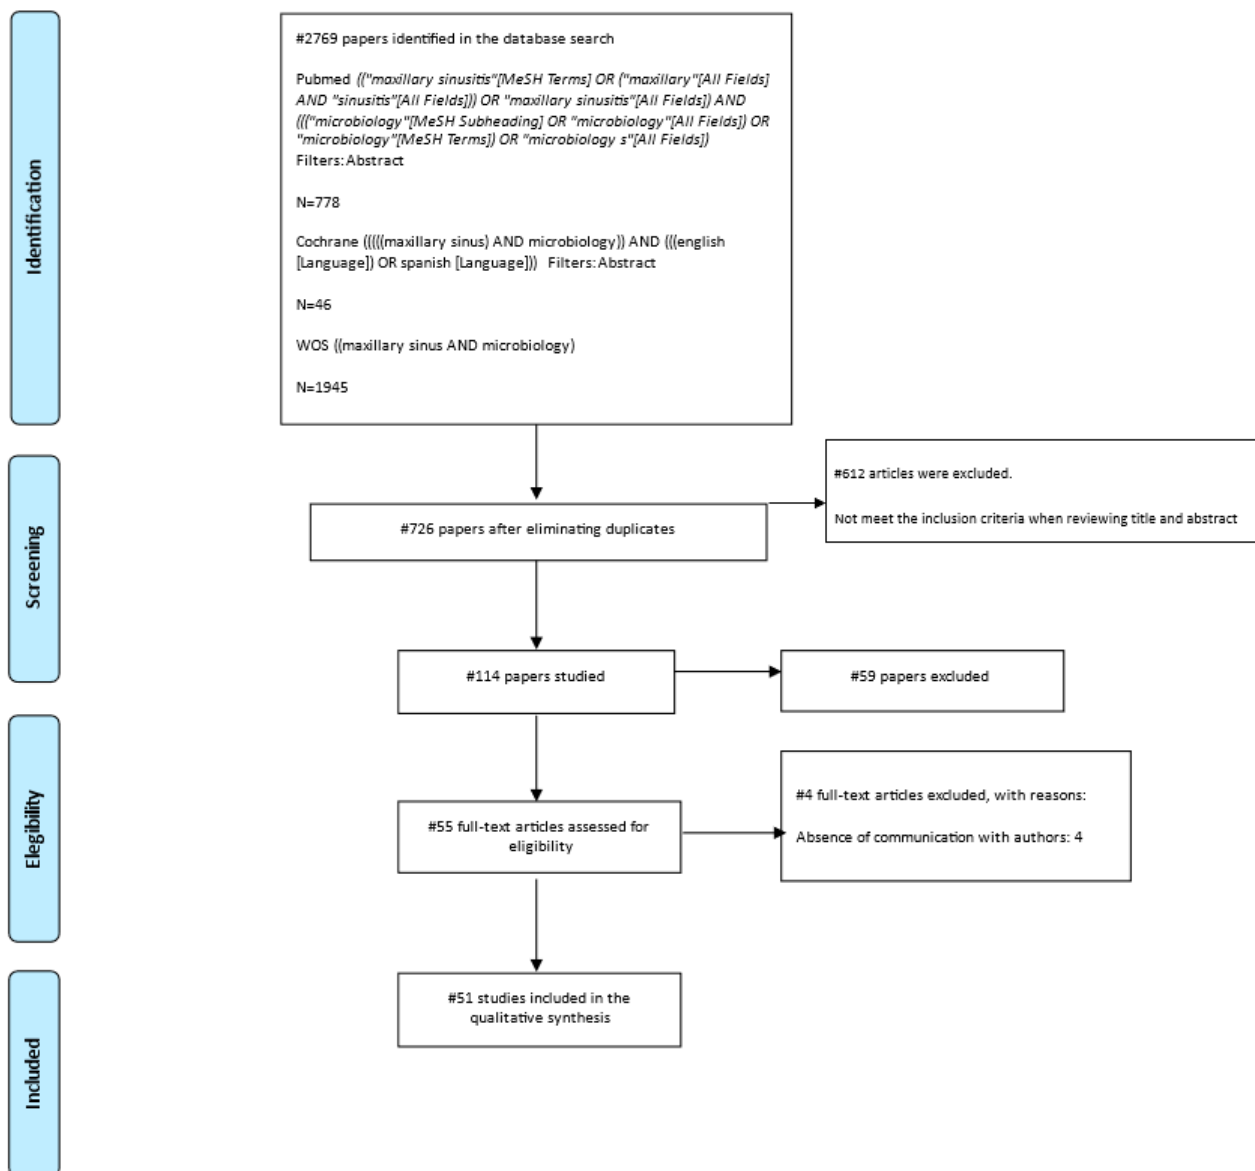 Identification
#2769 papers identified in the database search
Pubmed (("maxillary sinusitis"[MeSH Terms] OR ("maxillary"[All Fields]
AND "sinusitis"[All Fields])) OR "maxillary sinusitis"[All Fields]) AND
((("microbiology"[MeSH Subheading] OR "microbiology"[All Fields]) OR
"microbiology"[MeSH Terms]) OR "microbiology s"[All Fields])
Filters: Abstract
N=778
Cochrane (((((maxillary sinus) AND microbiology)) AND (((english
[Language]) OR spanish [Language])) Filters: Abstract
N=46
WOS ((maxillary sinus AND microbiology)
N=1945
Screening
#726 papers after eliminating duplicates
#612 articles were excluded.
Not meet the inclusion criteria when reviewing title and abstract
#114 papers studied
#59 papers excluded
Elegibility
#55 full-text articles assessed for
eligibility
#4 full-text articles excluded, with reasons:
Absence of communication with authors: 4
Included
#51 studies included in the
qualitative synthesis